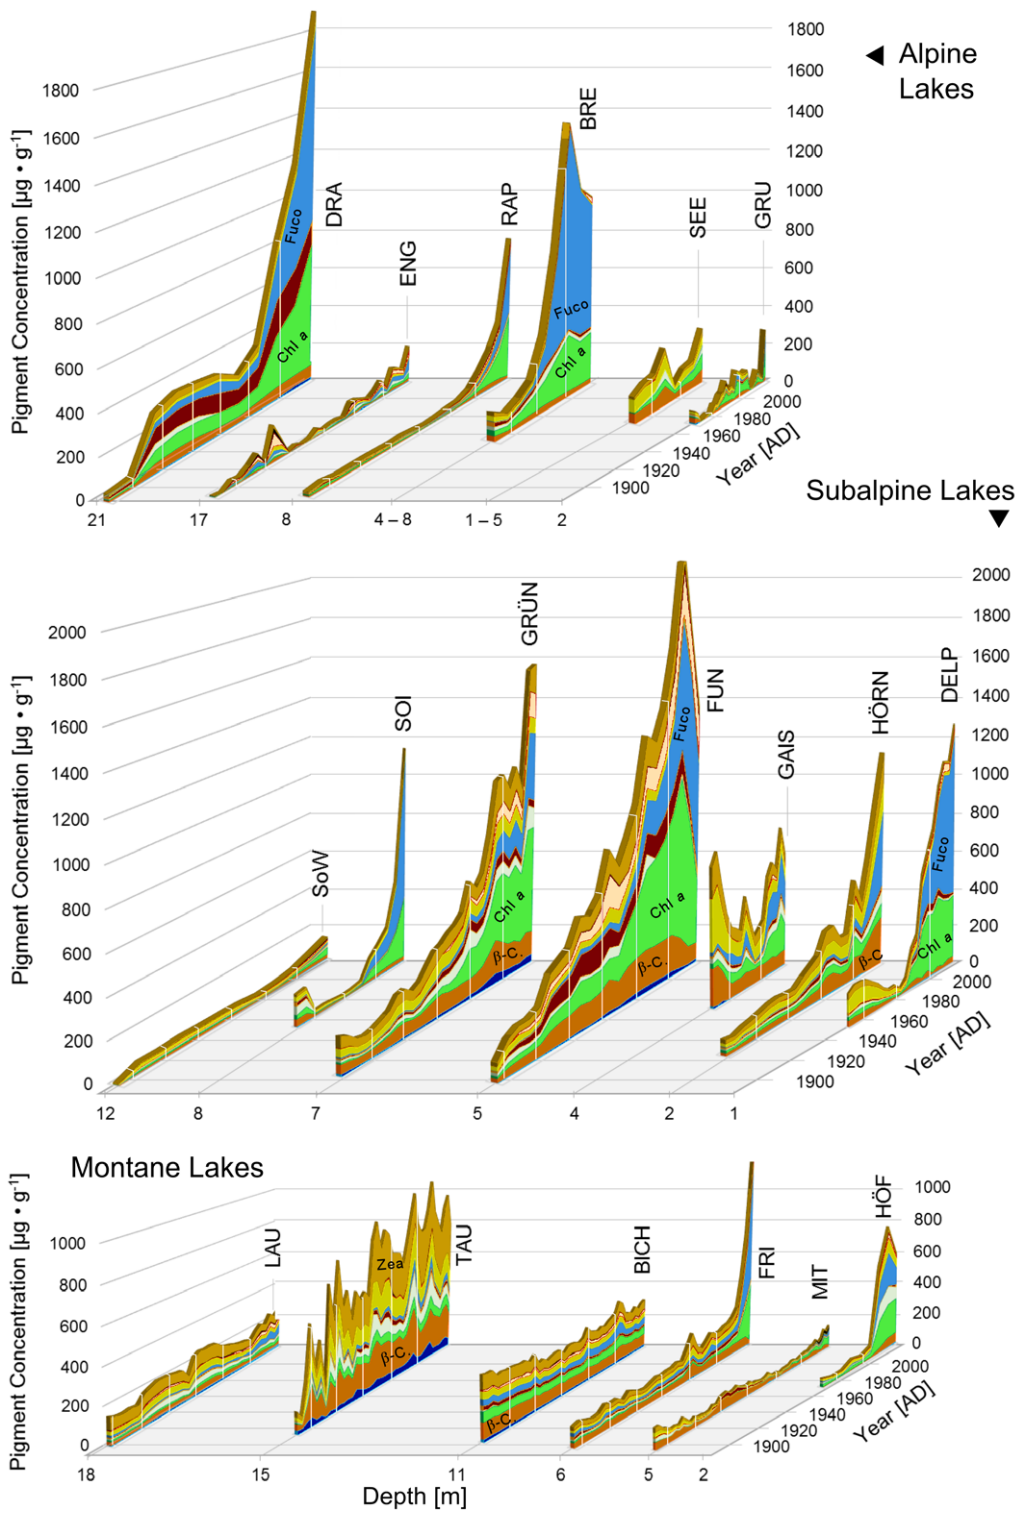 Alpine
Lakes
Pigment Concentration [µg • g-1]
1800
1600
1400
1200
1000
800
600
400
200
0
1800
1600
1400
1200
1000
800
600
400
200
0
DRA
ENG
RAP
BRE
SEE
GRU
Fuco
Chl a
Fuco
Chl a
2000
1980
1960
1940
1920
1900
Year [AD]
21
17
8
4 – 8
1 – 5
2
Subalpine Lakes
Pigment Concentration [µg • g-1]
2000
1800
1600
1400
1200
1000
800
600
400
200
0
2000
1800
1600
1400
1200
1000
800
600
400
200
0
SoW
SOI
GRÜN
FUN
GAIS
HÖRN
DELP
Chl a
β-C.
Fuco
Chl a
β-C.
β-C
Fuco
Chl a
2000
1980
1960
1940
1920
1900
Year [AD]
12
8
7
5
4
2
1
Montane Lakes
Pigment Concentration [µg • g-1]
1000
800
600
400
200
0
1000
800
600
400
200
0
LAU
TAU
BICH
FRI
MIT
HÖF
Zea
β-C.
β-C
2000
1980
1960
1940
1920
1900
Year [AD]
18
15
11
6
5
2
Depth [m]